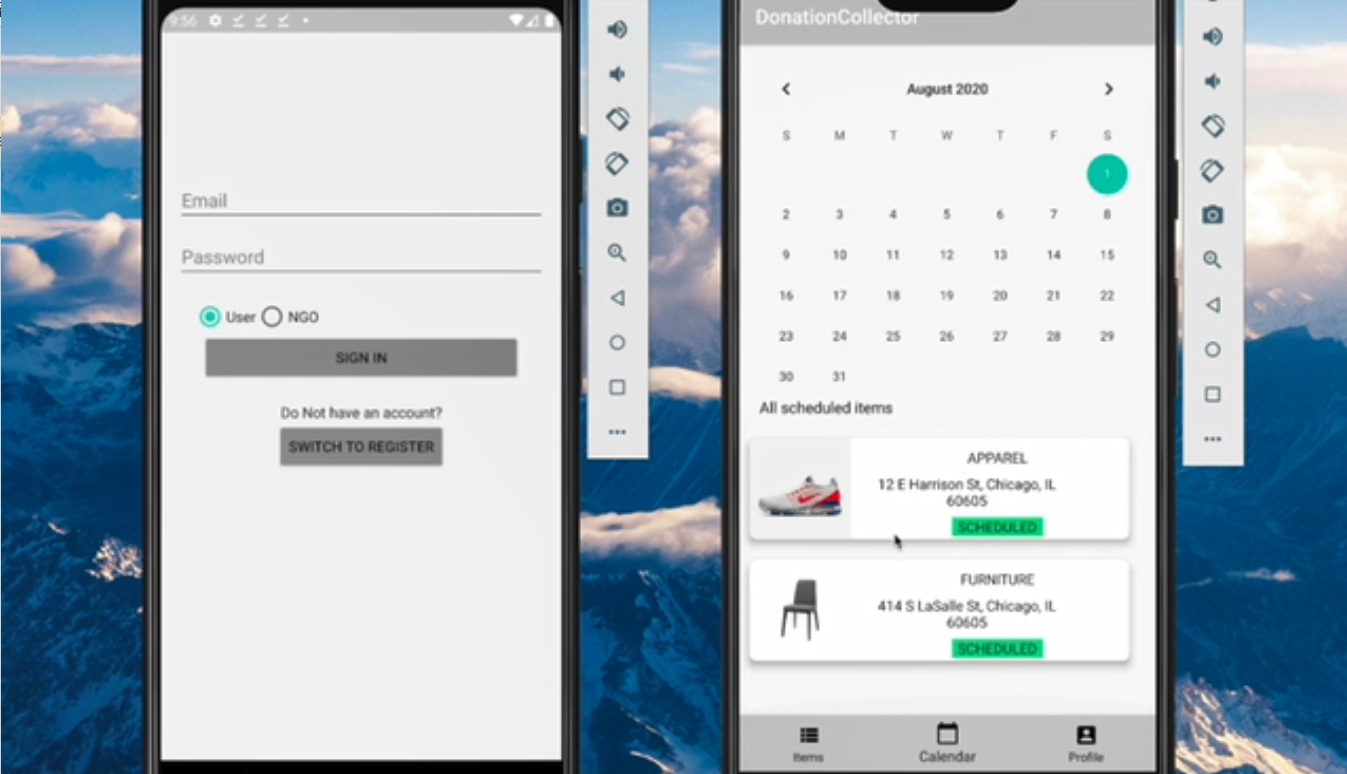 9:56
Email
Password
User NGO
SIGN IN
Do Not have an account?
SWITCH TO REGISTER
DonationCollector
August 2020
S M T W T F S
1
2 3 4 5 6 7 8
9 10 11 12 13 14 15
16 17 18 19 20 21 22
23 24 25 26 27 28 29
30 31
All scheduled items
APPAREL
12 E Harrison St, Chicago, IL
60605
SCHEDULED
FURNITURE
414 S LaSalle St, Chicago, IL
60605
SCHEDULED
Items Calendar Profile